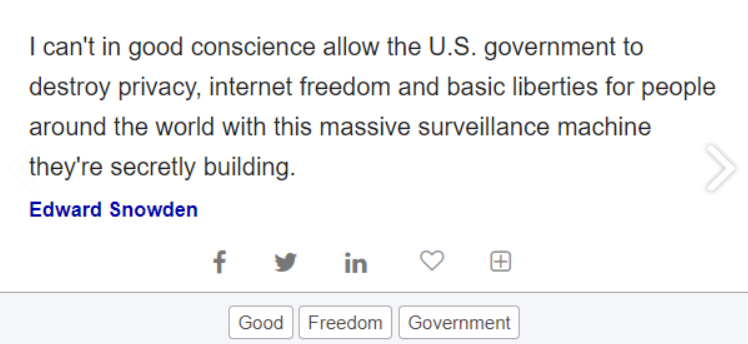 I can't in good conscience allow the U.S. government to
destroy privacy, internet freedom and basic liberties for people
around the world with this massive surveillance machine
they're secretly building.
Edward Snowden
Good Freedom Government